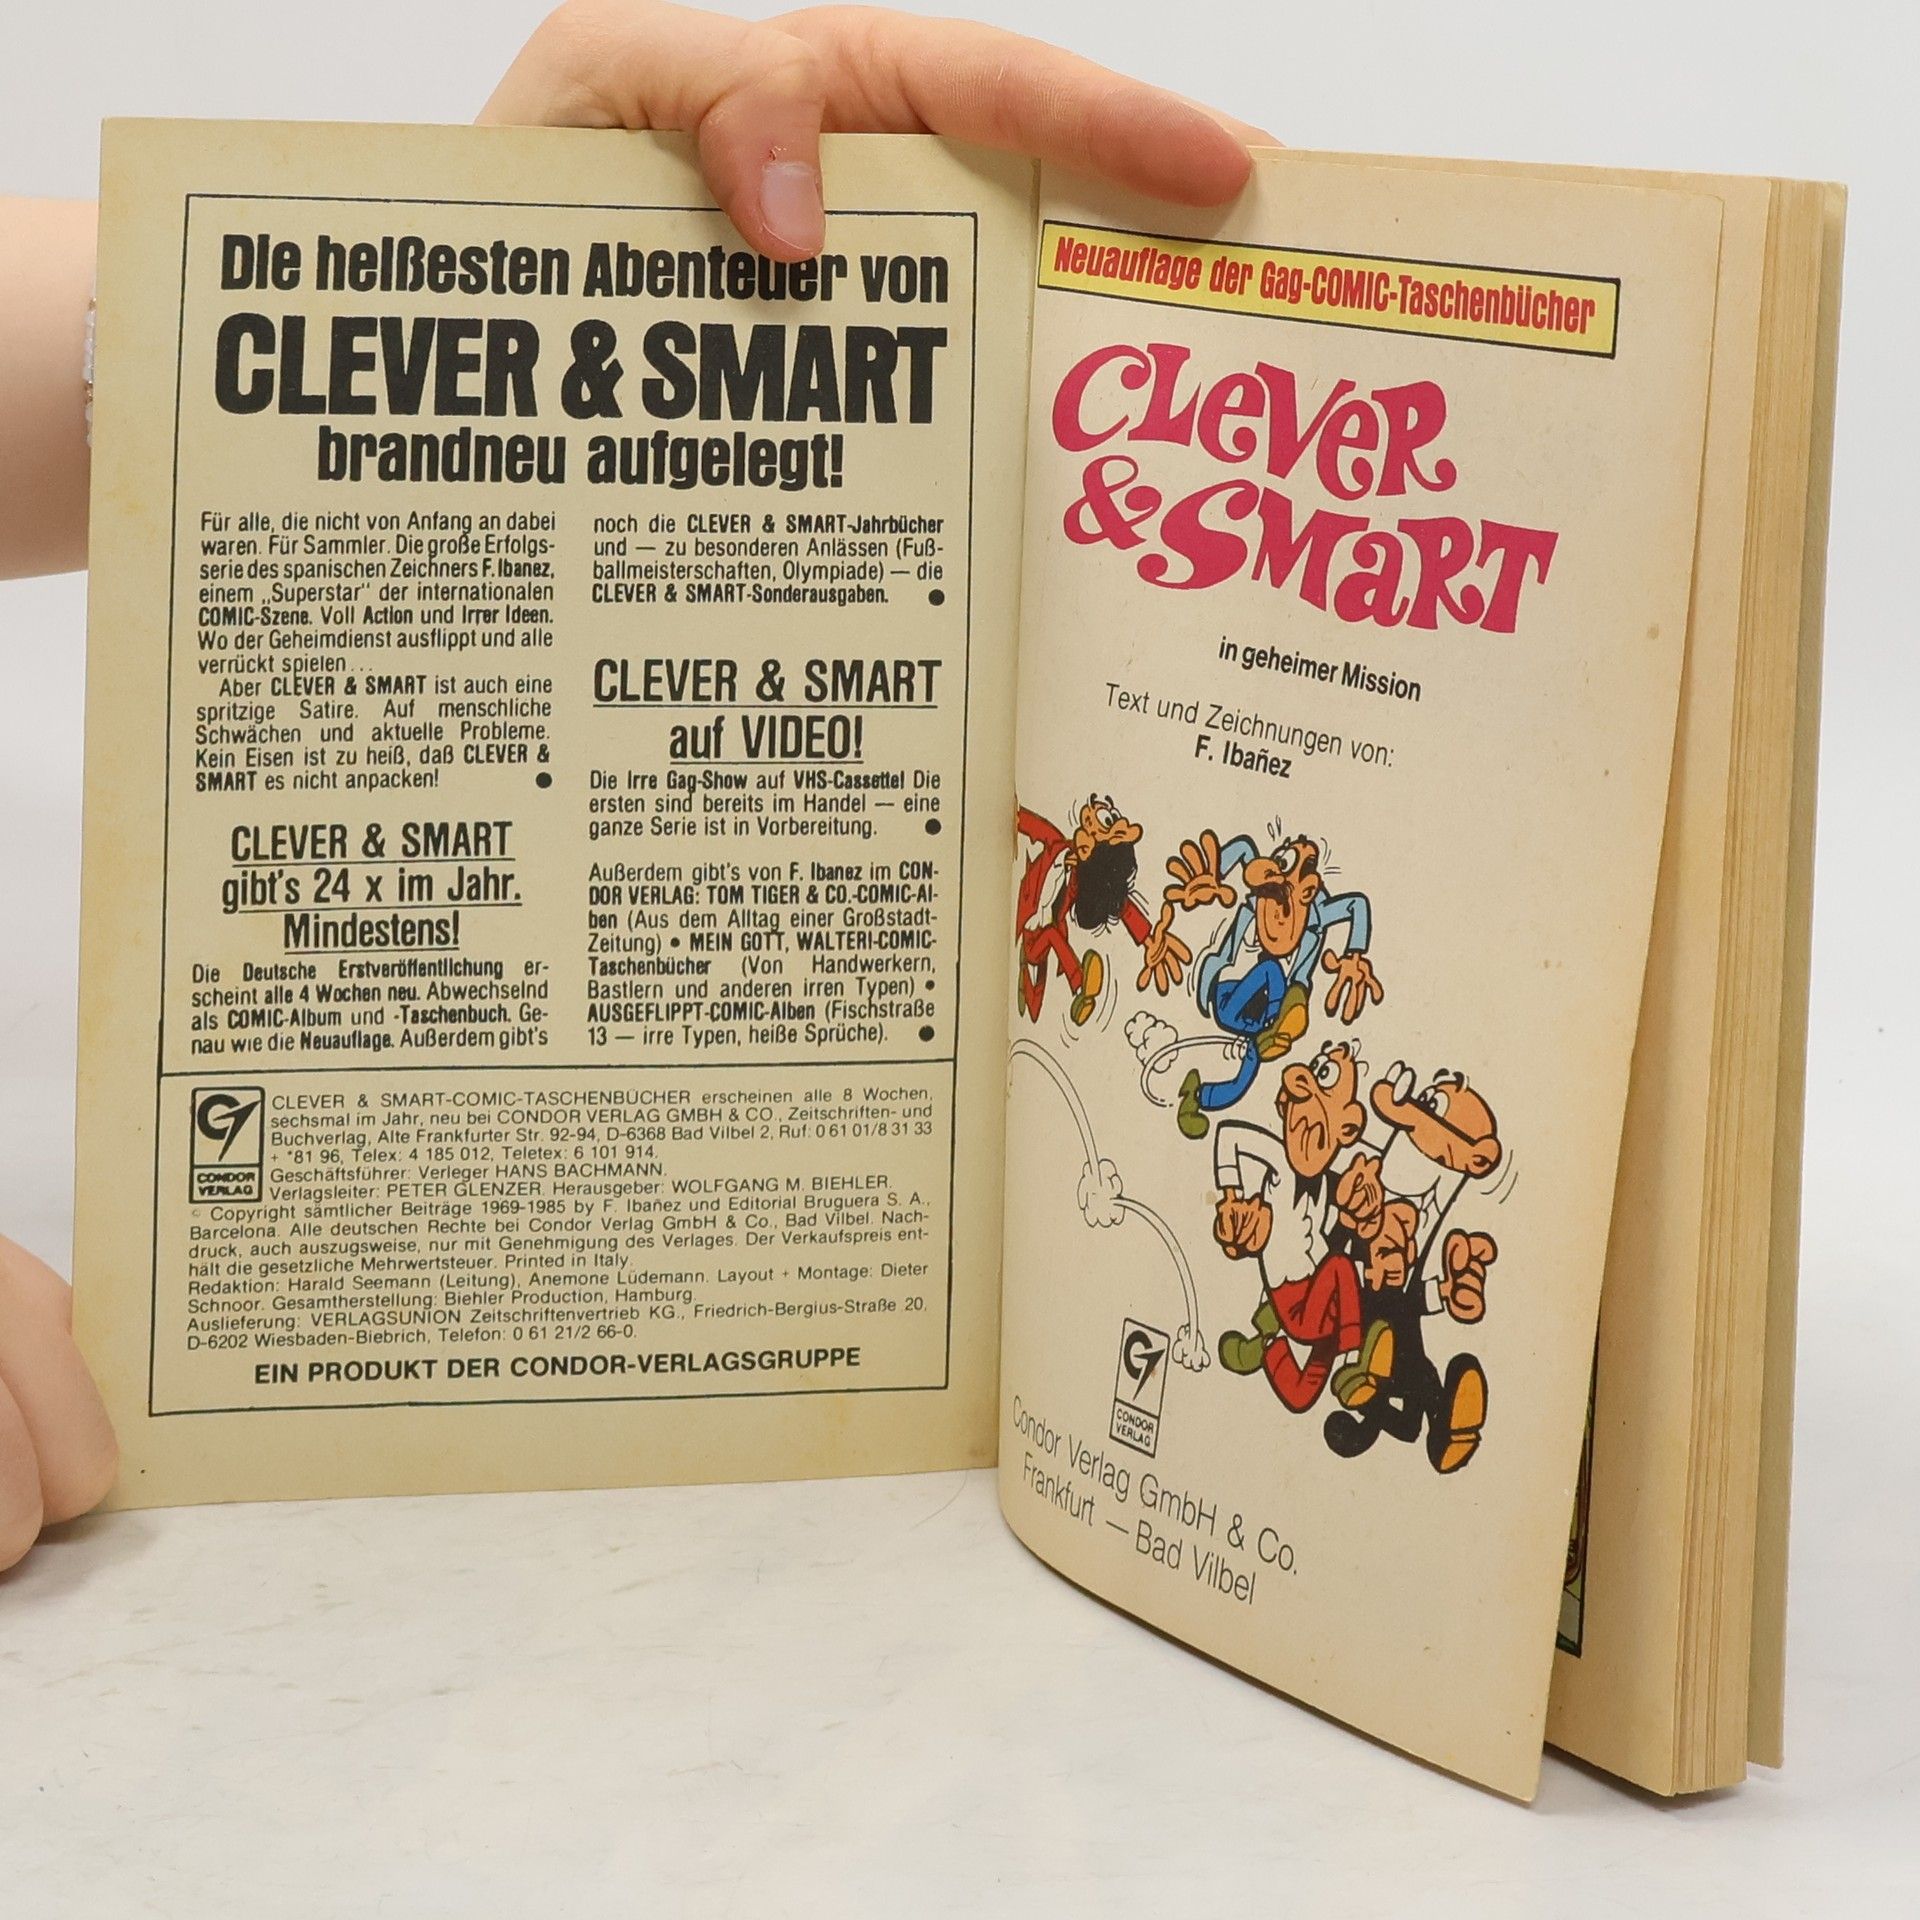 Die heißesten Abenteuer von
CLEVER & SMART
brandneu aufgelegt!
Für alle, die nicht von Anfang an dabei
waren. Für Sammler. Die große Erfolgs-
serie des spanischen Zeichners F. Ibanez,
einem „Superstar" der internationalen
COMIC-Szene. Voll Action und irrer Ideen.
Wo der Geheimdienst ausflippt und alle
verrückt spielen ...
Aber CLEVER & SMART ist auch eine
spritzige Satire. Auf menschliche
Schwächen und aktuelle Probleme.
Kein Eisen ist zu heiß, daß CLEVER &
SMART es nicht anpacken! ●
CLEVER & SMART
gibt's 24 x im Jahr.
Mindestens!
Die Deutsche Erstveröffentlichung er-
scheint alle 4 Wochen neu. Abwechselnd
als COMIC-Album und -Taschenbuch. Ge-
nau wie die Neuauflage. Außerdem gibt's
noch die CLEVER & SMART-Jahrbücher
und — zu besonderen Anlässen (Fuß-
ballmeisterschaften, Olympiade) — die
CLEVER & SMART-Sonderausgaben. ●
CLEVER & SMART
auf VIDEO!
Die irre Gag-Show auf VHS-Cassette! Die
ersten sind bereits im Handel — eine
ganze Serie ist in Vorbereitung. ●
Außerdem gibt's von F. Ibanez im CON-
DOR VERLAG: TOM TIGER & CO.-COMIC-Al-
ben (Aus dem Alltag einer Großstadt-
Zeitung) ● MEIN GOTT, WALTER!-COMIC-
Taschenbücher (Von Handwerkern,
Bastlern und anderen irren Typen) ●
AUSGEFLIPPT-COMIC-Alben (Fischstraße
13 — irre Typen, heiße Sprüche). ●
CONDOR
VERLAG
CLEVER & SMART-COMIC-TASCHENBÜCHER erscheinen alle 8 Wochen,
sechsmal im Jahr, neu bei CONDOR VERLAG GMBH & CO., Zeitschriften- und
Buchverlag, Alte Frankfurter Str. 92-94, D-6368 Bad Vilbel 2, Ruf: 0 61 01/8 31 33
+ *81 96, Telex: 4 185 012, Teletex: 6 101 914.
Geschäftsführer: Verleger HANS BACHMANN.
Verlagsleiter: PETER GLENZER. Herausgeber: WOLFGANG M. BIEHLER.
© Copyright sämtlicher Beiträge 1969-1985 by F. Ibañez und Editorial Bruguera S. A.,
Barcelona. Alle deutschen Rechte bei Condor Verlag GmbH & Co., Bad Vilbel. Nach-
druck, auch auszugsweise, nur mit Genehmigung des Verlages. Der Verkaufspreis ent-
hält die gesetzliche Mehrwertsteuer. Printed in Italy.
Redaktion: Harald Seemann (Leitung), Anemone Lüdemann. Layout + Montage: Dieter
Schnoor. Gesamtherstellung: Biehler Production, Hamburg.
Auslieferung: VERLAGSUNION Zeitschriftenvertrieb KG., Friedrich-Bergius-Straße 20,
D-6202 Wiesbaden-Biebrich, Telefon: 0 61 21/2 66-0.
EIN PRODUKT DER CONDOR-VERLAGSGRUPPE
Neuauflage der Gag-COMIC-Taschenbücher
CLeVeR
& SMaRT
in geheimer Mission
Text und Zeichnungen von:
F. Ibañez
CONDOR
VERLAG
Condor Verlag GmbH & Co.
Frankfurt — Bad Vilbel